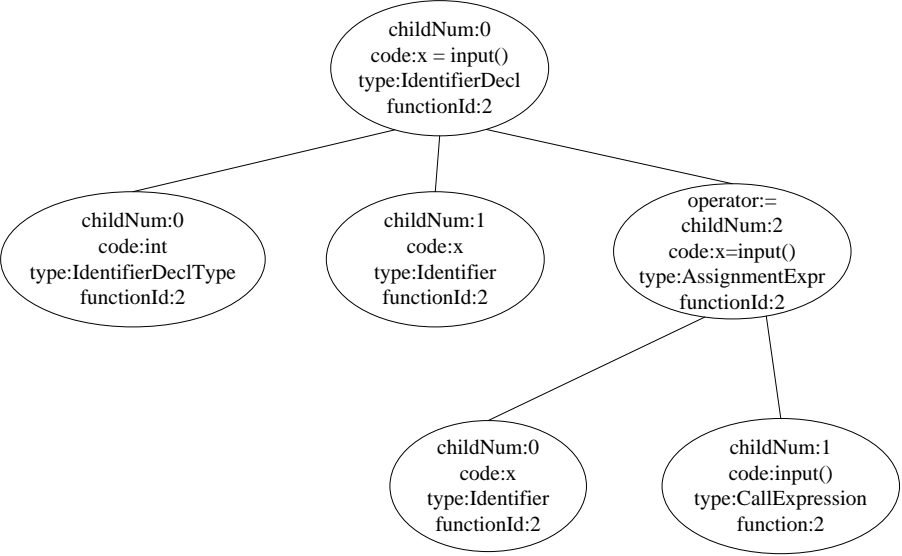 childNum:0
code:x = input()
type:IdentifierDecl
functionId:2
childNum:0
code:int
type:IdentifierDeclType
functionId:2
childNum:1
code:x
type:Identifier
functionId:2
operator:=
childNum:2
code:x=input()
type:AssignmentExpr
functionId:2
childNum:0
code:x
type:Identifier
functionId:2
childNum:1
code:input()
type:CallExpression
function:2